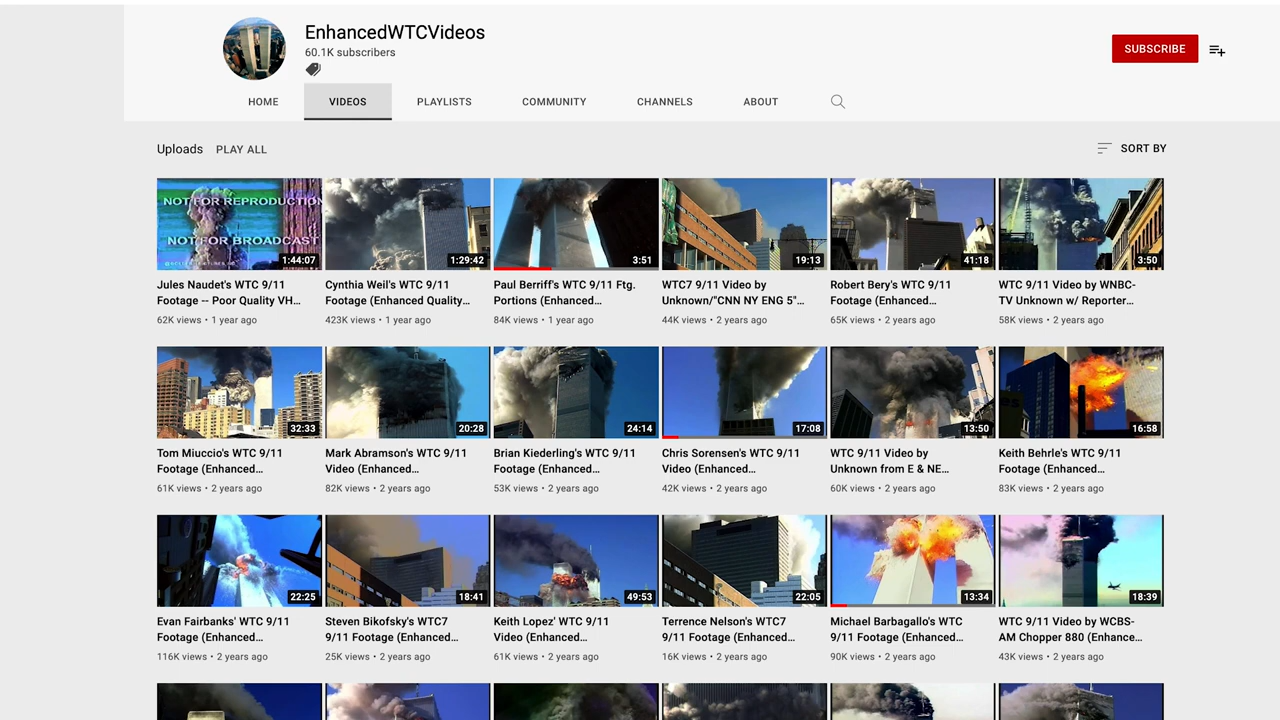 EnhancedWTCVideos
60.1K subscribers
SUBSCRIBE
HOME VIDEOS PLAYLISTS COMMUNITY CHANNELS ABOUT
Uploads PLAY ALL SORT BY
NOT FOR REPRODUCTION
NOT FOR BROADCAST
1:44:07 1:29:42 3:51 19:13 41:18 3:50
Jules Naudet's WTC 9/11
Footage -- Poor Quality VH...
62K views • 1 year ago
Cynthia Weil's WTC 9/11
Footage (Enhanced Quality...
423K views • 1 year ago
Paul Berriff's WTC 9/11 Ftg.
Portions (Enhanced...
84K views • 1 year ago
WTC7 9/11 Video by
Unknown/"CNN NY ENG 5"...
44K views • 2 years ago
Robert Bery's WTC 9/11
Footage (Enhanced...
65K views • 2 years ago
WTC 9/11 Video by WNBC-
TV Unknown w/ Reporter...
58K views • 2 years ago
32:33 20:28 24:14 17:08 13:50 16:58
Tom Miuccio's WTC 9/11
Footage (Enhanced...
61K views • 2 years ago
Mark Abramson's WTC 9/11
Video (Enhanced...
82K views • 2 years ago
Brian Kiederling's WTC 9/11
Footage (Enhanced...
53K views • 2 years ago
Chris Sorensen's WTC 9/11
Video (Enhanced...
42K views • 2 years ago
WTC 9/11 Video by
Unknown from E & NE...
60K views • 2 years ago
Keith Behrle's WTC 9/11
Footage (Enhanced...
83K views • 2 years ago
22:25 18:41 49:53 22:05 13:34 18:39
Evan Fairbanks' WTC 9/11
Footage (Enhanced...
116K views • 2 years ago
Steven Bikofsky's WTC7
9/11 Footage (Enhanced...
25K views • 2 years ago
Keith Lopez' WTC 9/11
Video (Enhanced...
61K views • 2 years ago
Terrence Nelson's WTC7
9/11 Footage (Enhanced...
16K views • 2 years ago
Michael Barbagallo's WTC
9/11 Footage (Enhanced...
90K views • 2 years ago
WTC 9/11 Video by WCBS-
AM Chopper 880 (Enhance...
43K views • 2 years ago